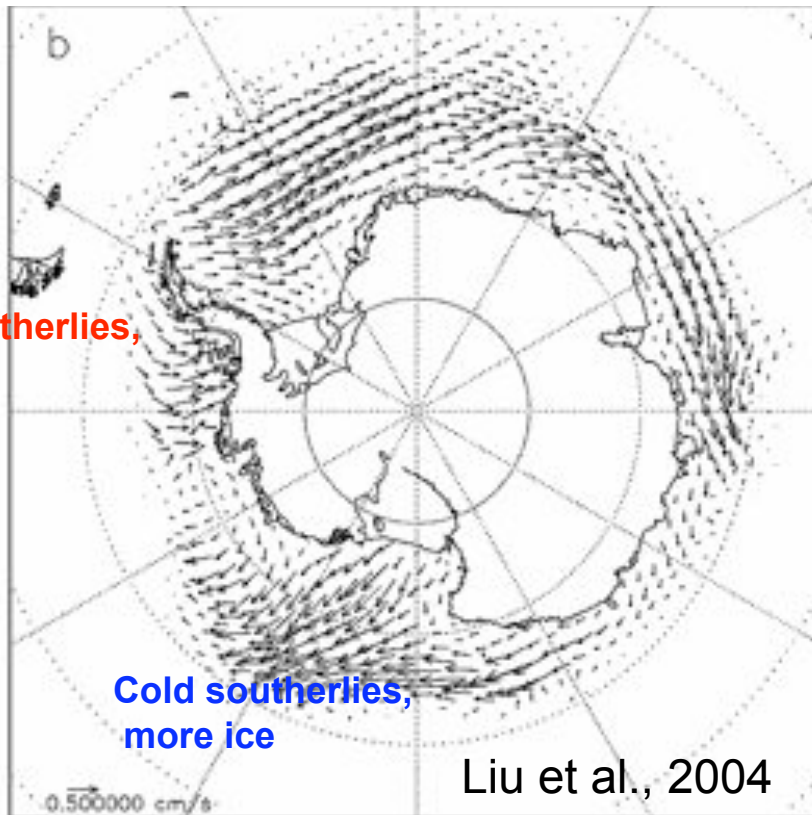 b
therlies,
Cold southerlies,
more ice
Liu et al., 2004
0.500000 cm/s